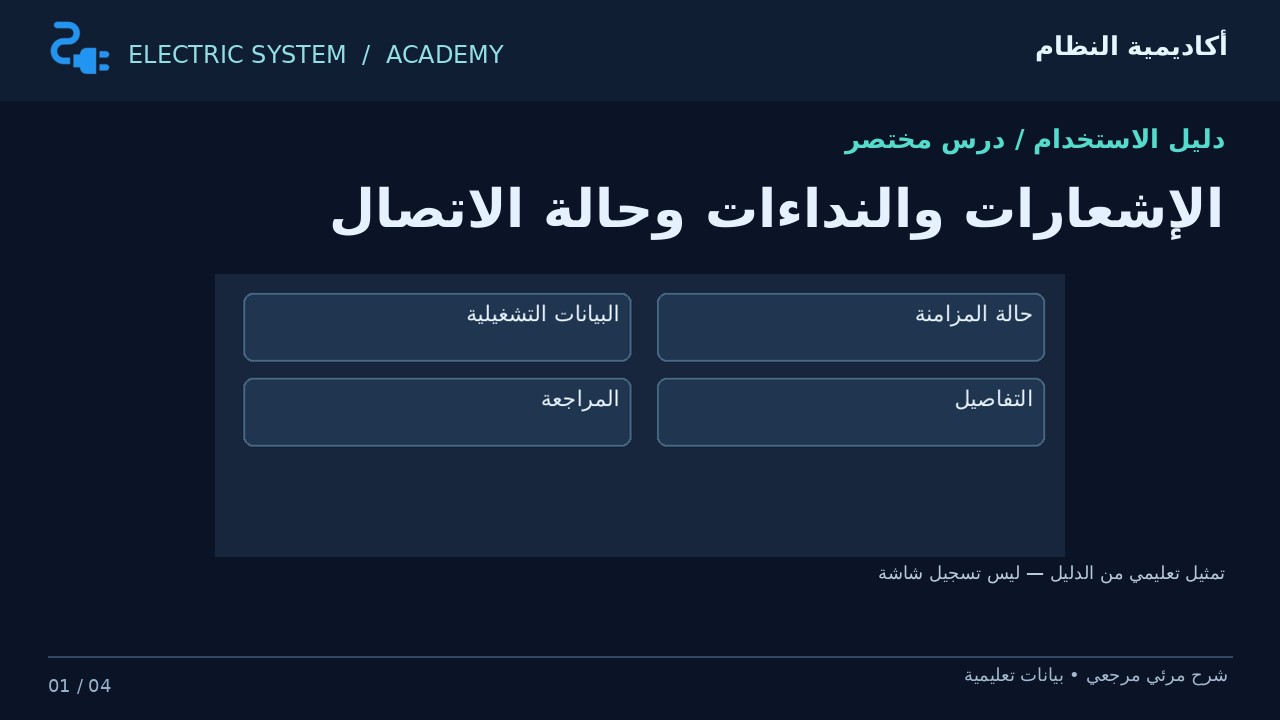 أكاديمية النظام
ELECTRIC SYSTEM / ACADEMY
دليل الاستخدام / درس مختصر
الإشعارات والنداءات وحالة الاتصال
حالة المزامنة
البيانات التشغيلية
التفاصيل
المراجعة
تمثيل تعليمي من الدليل — ليس تسجيل شاشة
شرح مرئي مرجعي • بيانات تعليمية
01 / 04